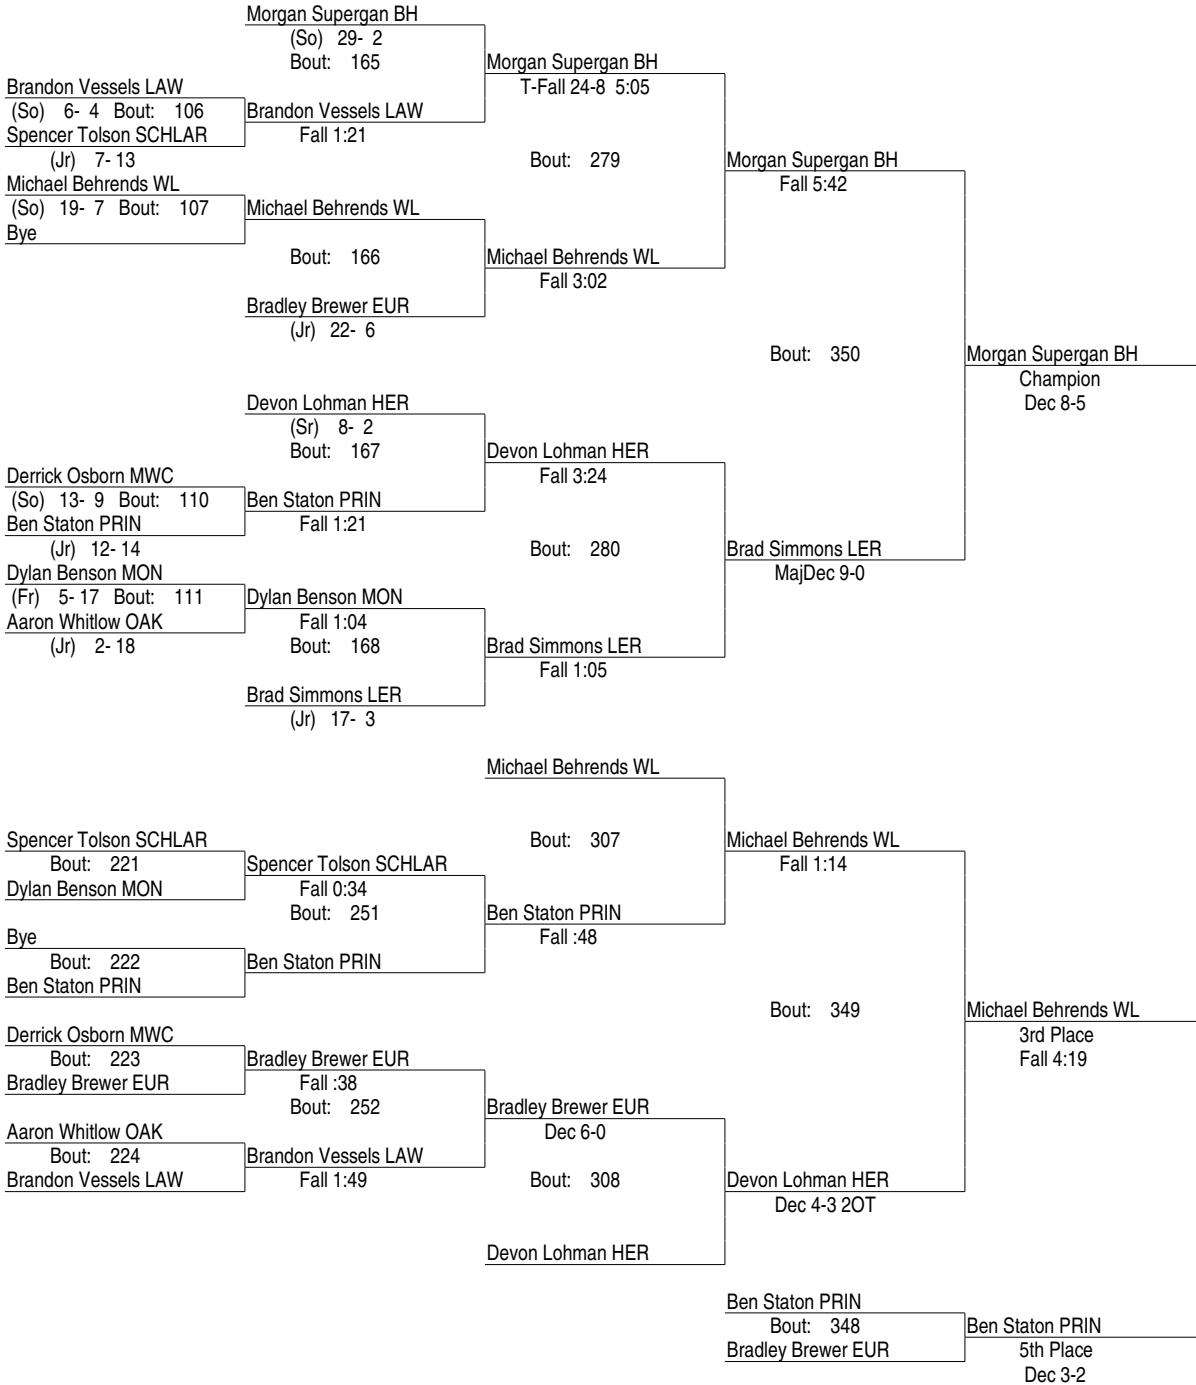 Morgan Supergan BH
(So) 29- 2
Bout: 165
Morgan Supergan BH
Brandon Vessels LAW
T-Fall 24-8 5:05
(So) 6- 4 Bout: 106
Brandon Vessels LAW
Spencer Tolson SCHLAR
Fall 1:21
(Jr) 7- 13
Bout: 279
Morgan Supergan BH
Michael Behrends WL
Fall 5:42
(So) 19- 7 Bout: 107
Michael Behrends WL
Bye
Bout: 166
Michael Behrends WL
Fall 3:02
Bradley Brewer EUR
(Jr) 22- 6
Bout: 350
Morgan Supergan BH
Champion
Dec 8-5
Devon Lohman HER
(Sr) 8- 2
Bout: 167
Devon Lohman HER
Derrick Osborn MWC
Fall 3:24
(So) 13- 9 Bout: 110
Ben Staton PRIN
Ben Staton PRIN
Fall 1:21
(Jr) 12- 14
Bout: 280
Brad Simmons LER
Dylan Benson MON
MajDec 9-0
(Fr) 5- 17 Bout: 111
Dylan Benson MON
Aaron Whitlow OAK
Fall 1:04
(Jr) 2- 18
Bout: 168
Brad Simmons LER
Fall 1:05
Brad Simmons LER
(Jr) 17- 3
Michael Behrends WL
Spencer Tolson SCHLAR
Bout: 307
Michael Behrends WL
Bout: 221
Spencer Tolson SCHLAR
Fall 1:14
Dylan Benson MON
Fall 0:34
Bout: 251
Ben Staton PRIN
Bye
Fall :48
Bout: 222
Ben Staton PRIN
Ben Staton PRIN
Bout: 349
Michael Behrends WL
Derrick Osborn MWC
3rd Place
Bout: 223
Bradley Brewer EUR
Fall 4:19
Bradley Brewer EUR
Fall :38
Bout: 252
Bradley Brewer EUR
Aaron Whitlow OAK
Dec 6-0
Bout: 224
Brandon Vessels LAW
Brandon Vessels LAW
Fall 1:49
Bout: 308
Devon Lohman HER
Dec 4-3 2OT
Devon Lohman HER
Ben Staton PRIN
Bout: 348
Ben Staton PRIN
Bradley Brewer EUR
5th Place
Dec 3-2